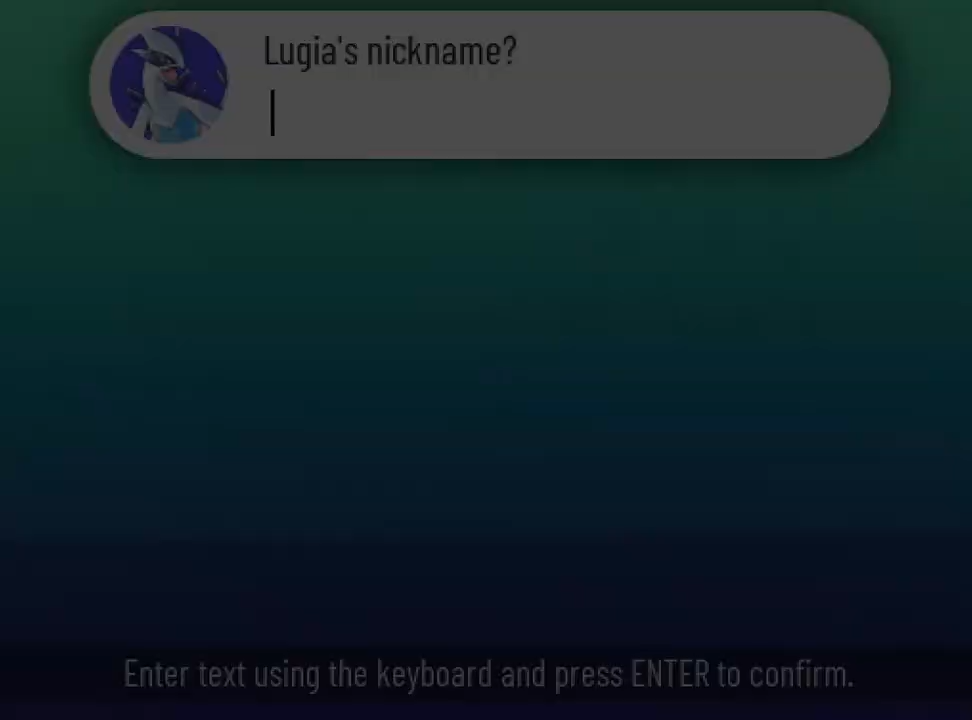 Lugia's nickname?
Enter text using the keyboard and press ENTER to confirm.